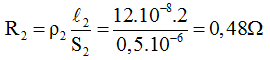 R₂ = ρ₂ ℓ₂/S₂ = 12.10⁻⁸.2/0,5.10⁻⁶ = 0,48Ω